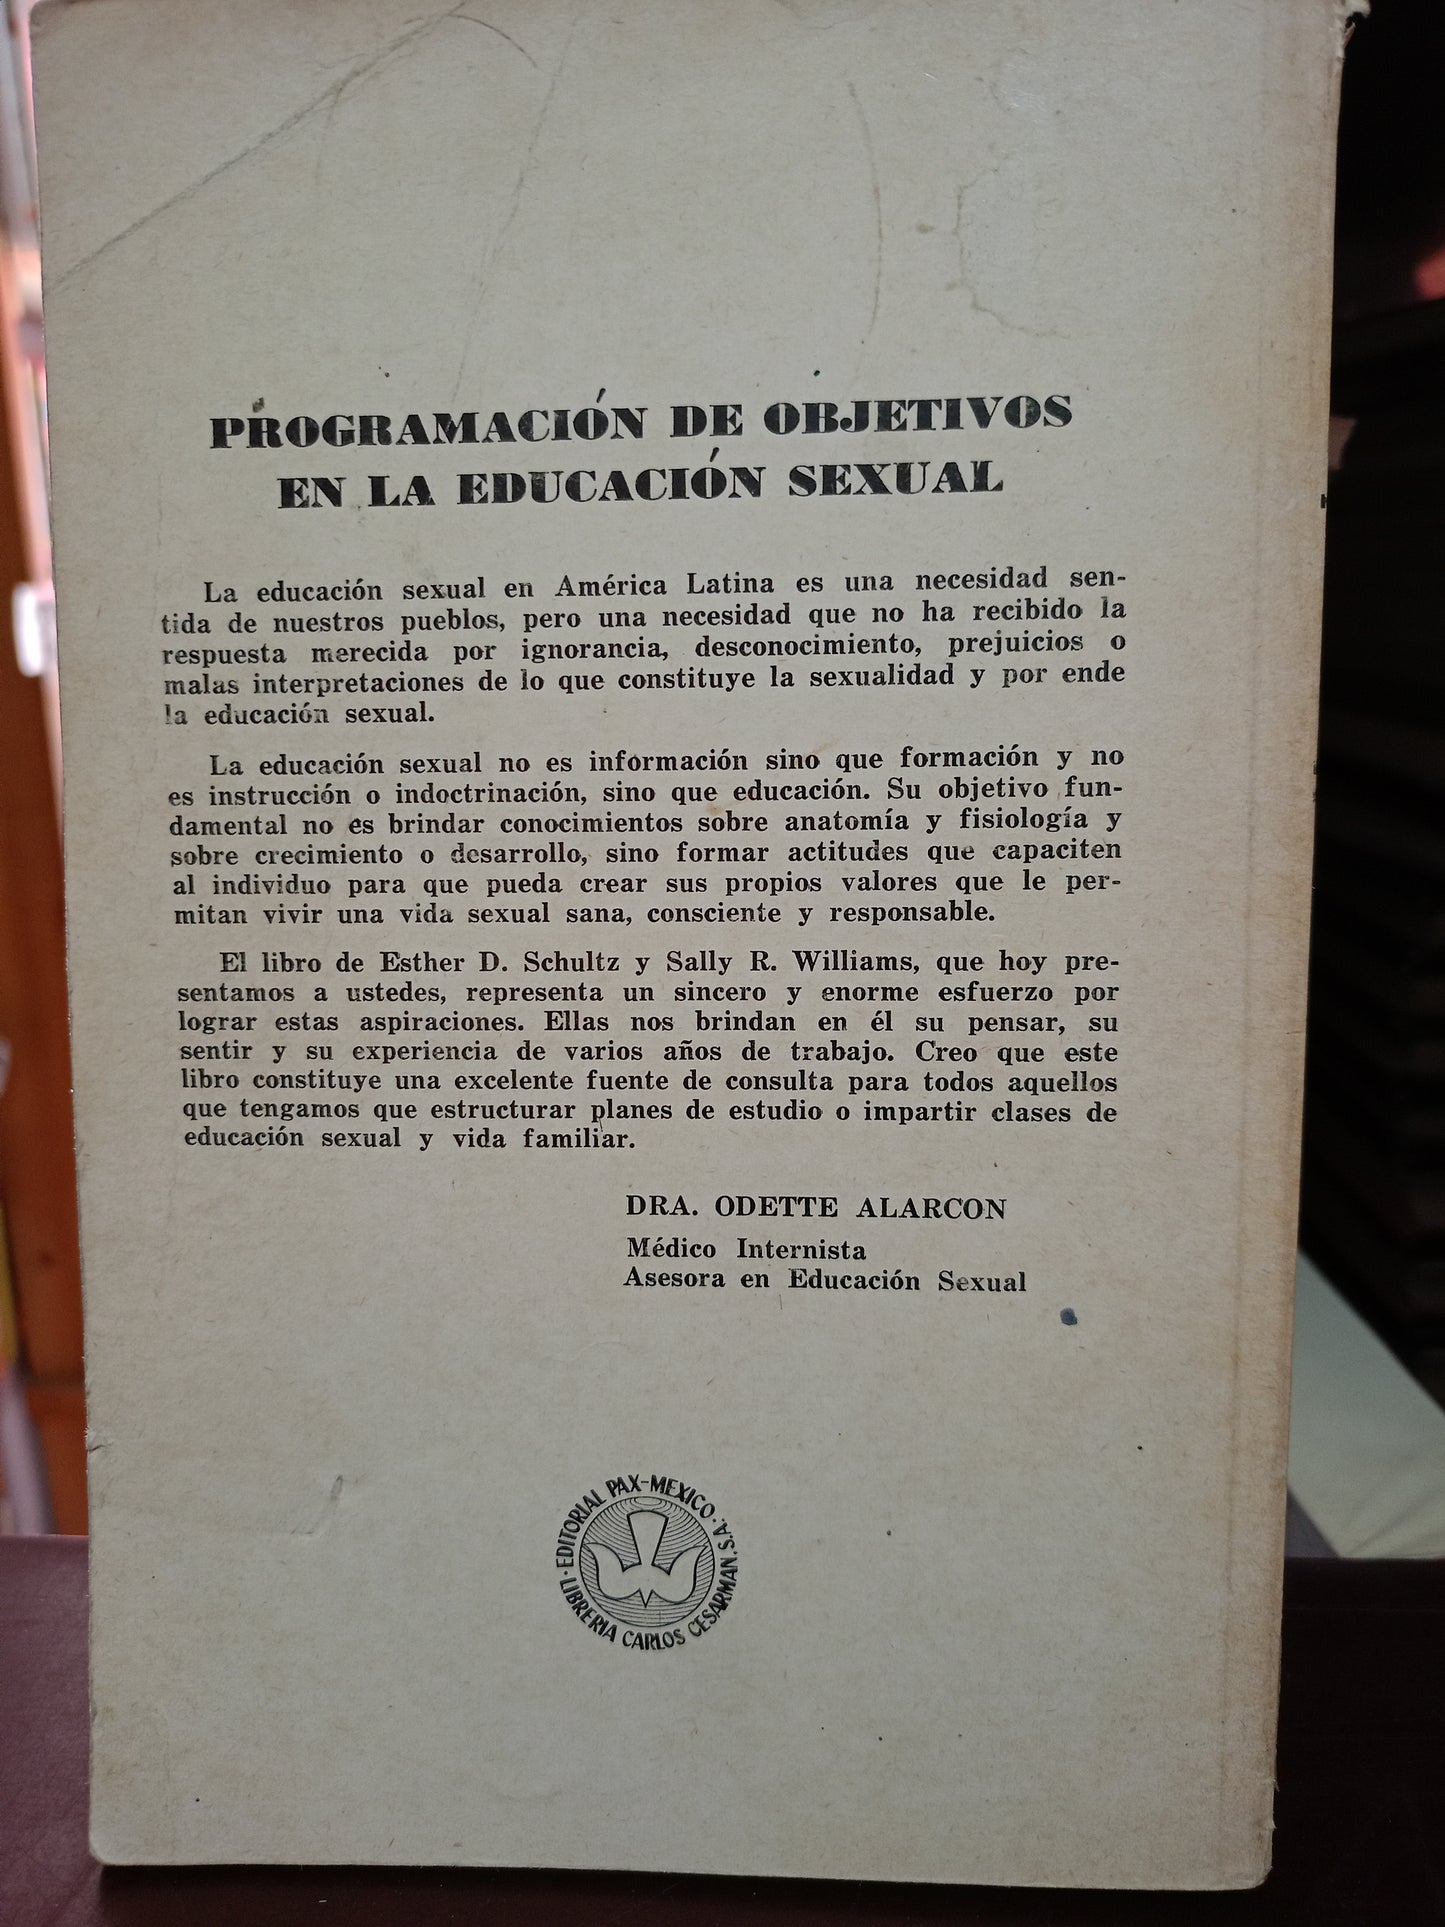 PROGRAMACIÓN DE OBJETIVOS
EN LA EDUCACIÓN SEXUAL
La educación sexual en América Latina es una necesidad sen-
tida de nuestros pueblos, pero una necesidad que no ha recibido la
respuesta merecida por ignorancia, desconocimiento, prejuicios o
malas interpretaciones de lo que constituye la sexualidad y por ende
la educación sexual.
La educación sexual no es información sino que formación y no
es instrucción o indoctrinación, sino que educación. Su objetivo fun-
damental no es brindar conocimientos sobre anatomía y fisiología y
sobre crecimiento o desarrollo, sino formar actitudes que capaciten
al individuo para que pueda crear sus propios valores que le per-
mitan vivir una vida sexual sana, consciente y responsable.
El libro de Esther D. Schultz y Sally R. Williams, que hoy pre-
sentamos a ustedes, representa un sincero y enorme esfuerzo por
lograr estas aspiraciones. Ellas nos brindan en él su pensar, su
sentir y su experiencia de varios años de trabajo. Creo que este
libro constituye una excelente fuente de consulta para todos aquellos
que tengamos que estructurar planes de estudio o impartir clases de
educación sexual y vida familiar.
DRA. ODETTE ALARCON
Médico Internista
Asesora en Educación Sexual
EDITORIAL PAX-MEXICO. S.A.
LIBRERIA CARLOS CESARMAN.